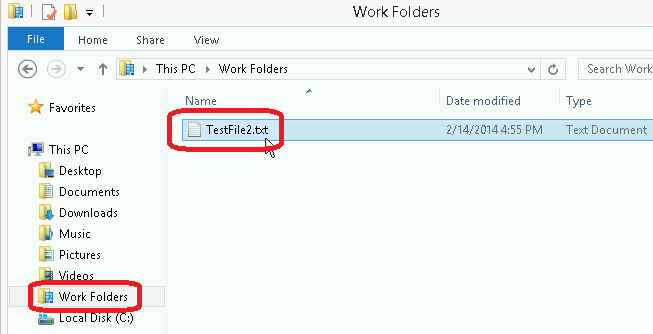 Work Folders
File Home Share View
This PC Work Folders Search Work
Name Date modified Type
Favorites
TestFile2.txt 2/14/2014 4:55 PM Text Document
This PC
Desktop
Documents
Downloads
Music
Pictures
Videos
Work Folders
Local Disk (C:)